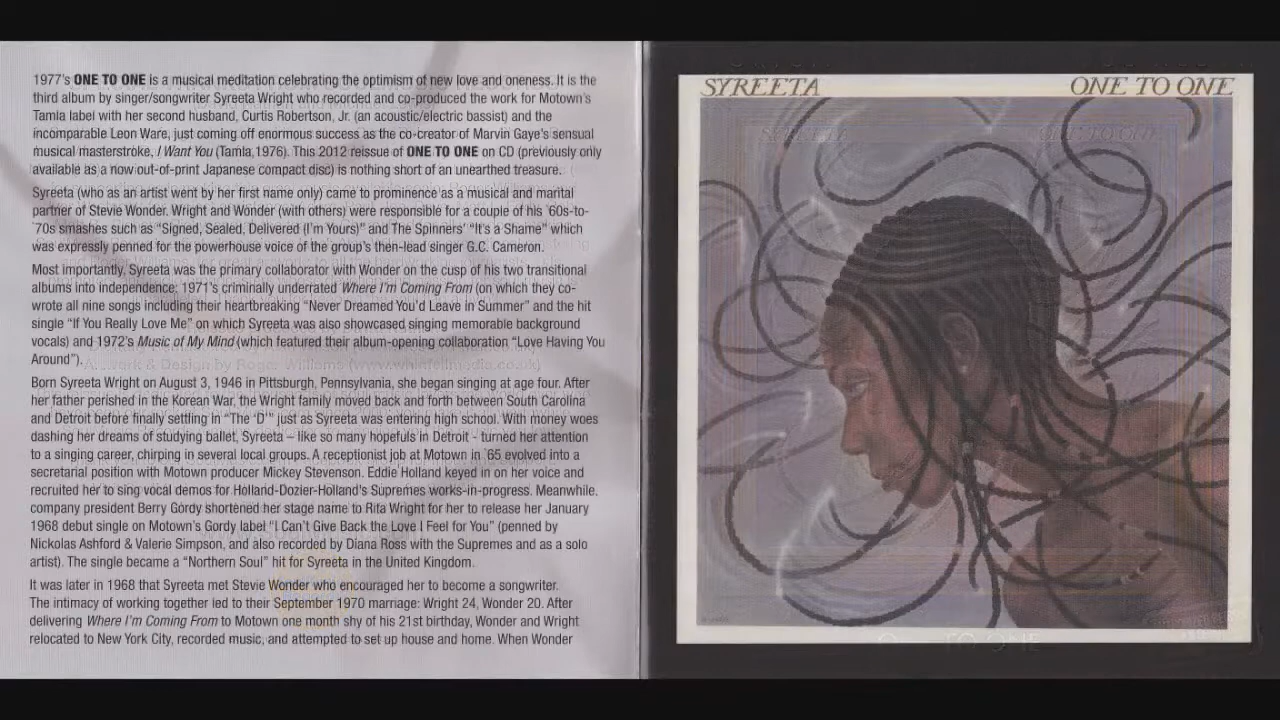 1977's ONE TO ONE is a musical meditation celebrating the optimism of new love and oneness. It is the
third album by singer/songwriter Syreeta Wright who recorded and co-produced the work for Motown's
Tamla label with her second husband, Curtis Robertson, Jr. (an acoustic/electric bassist) and the
incomparable Leon Ware, just coming off enormous success as the co-creator of Marvin Gaye's sensual
musical masterstroke, I Want You (Tamla, 1976). This 2012 reissue of ONE TO ONE on CD (previously only
available as a now out-of-print Japanese compact disc) is nothing short of an unearthed treasure.
Syreeta (who as an artist went by her first name only) came to prominence as a musical and marital
partner of Stevie Wonder. Wright and Wonder (with others) were responsible for a couple of his '60s-to-
'70s smashes such as "Signed, Sealed, Delivered (I'm Yours)" and The Spinners' "It's a Shame" which
was expressly penned for the powerhouse voice of the group's then-lead singer G.C. Cameron.
Most importantly, Syreeta was the primary collaborator with Wonder on the cusp of his two transitional
albums into independence: 1971's criminally underrated Where I'm Coming From (on which they co-
wrote all nine songs including their heartbreaking "Never Dreamed You'd Leave in Summer" and the hit
single "If You Really Love Me" on which Syreeta was also showcased singing memorable background
vocals) and 1972's Music of My Mind (which featured their album-opening collaboration "Love Having You
Around").
Born Syreeta Wright on August 3, 1946 in Pittsburgh, Pennsylvania, she began singing at age four. After
her father perished in the Korean War, the Wright family moved back and forth between South Carolina
and Detroit before finally settling in "The 'D'" just as Syreeta was entering high school. With money woes
dashing her dreams of studying ballet, Syreeta – like so many hopefuls in Detroit - turned her attention
to a singing career, chirping in several local groups. A receptionist job at Motown in '65 evolved into a
secretarial position with Motown producer Mickey Stevenson. Eddie Holland keyed in on her voice and
recruited her to sing vocal demos for Holland-Dozier-Holland's Supremes works-in-progress. Meanwhile,
company president Berry Gordy shortened her stage name to Rita Wright for her to release her January
1968 debut single on Motown's Gordy label "I Can't Give Back the Love I Feel for You" (penned by
Nickolas Ashford & Valerie Simpson, and also recorded by Diana Ross with the Supremes and as a solo
artist). The single became a "Northern Soul" hit for Syreeta in the United Kingdom.
It was later in 1968 that Syreeta met Stevie Wonder who encouraged her to become a songwriter.
The intimacy of working together led to their September 1970 marriage: Wright 24, Wonder 20. After
delivering Where I'm Coming From to Motown one month shy of his 21st birthday, Wonder and Wright
relocated to New York City, recorded music, and attempted to set up house and home. When Wonder
SYREETA
ONE TO ONE